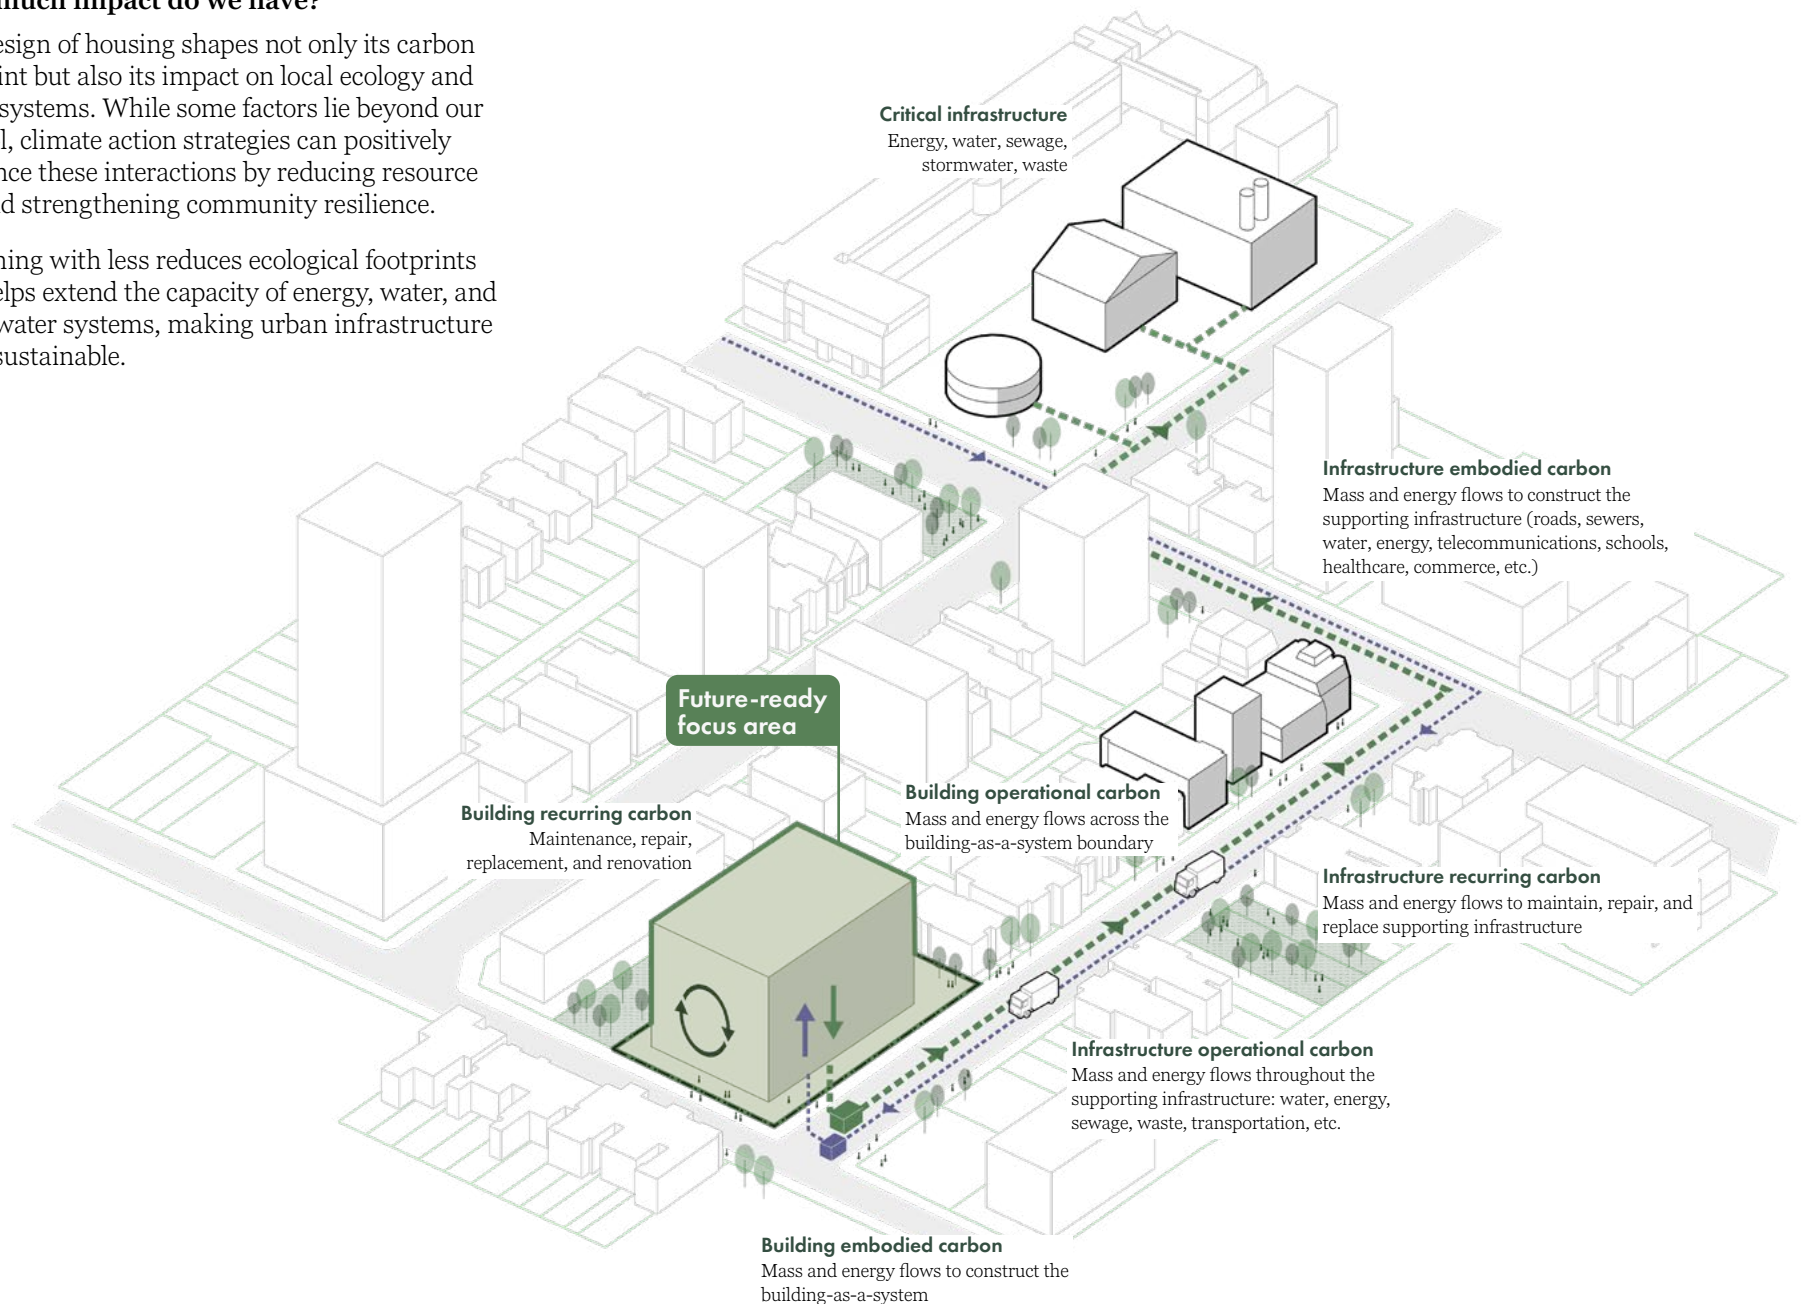 much impact do we have?
esign of housing shapes not only its carbon
int but also its impact on local ecology and
systems. While some factors lie beyond our
l, climate action strategies can positively
nce these interactions by reducing resource
d strengthening community resilience.
ning with less reduces ecological footprints
elps extend the capacity of energy, water, and
water systems, making urban infrastructure
sustainable.
Critical infrastructure
Energy, water, sewage,
stormwater, waste
Infrastructure embodied carbon
Mass and energy flows to construct the
supporting infrastructure (roads, sewers,
water, energy, telecommunications, schools,
healthcare, commerce, etc.)
Future-ready
focus area
Building recurring carbon
Maintenance, repair,
replacement, and renovation
Building operational carbon
Mass and energy flows across the
building-as-a-system boundary
Infrastructure recurring carbon
Mass and energy flows to maintain, repair, and
replace supporting infrastructure
Infrastructure operational carbon
Mass and energy flows throughout the
supporting infrastructure: water, energy,
sewage, waste, transportation, etc.
Building embodied carbon
Mass and energy flows to construct the
building-as-a-system